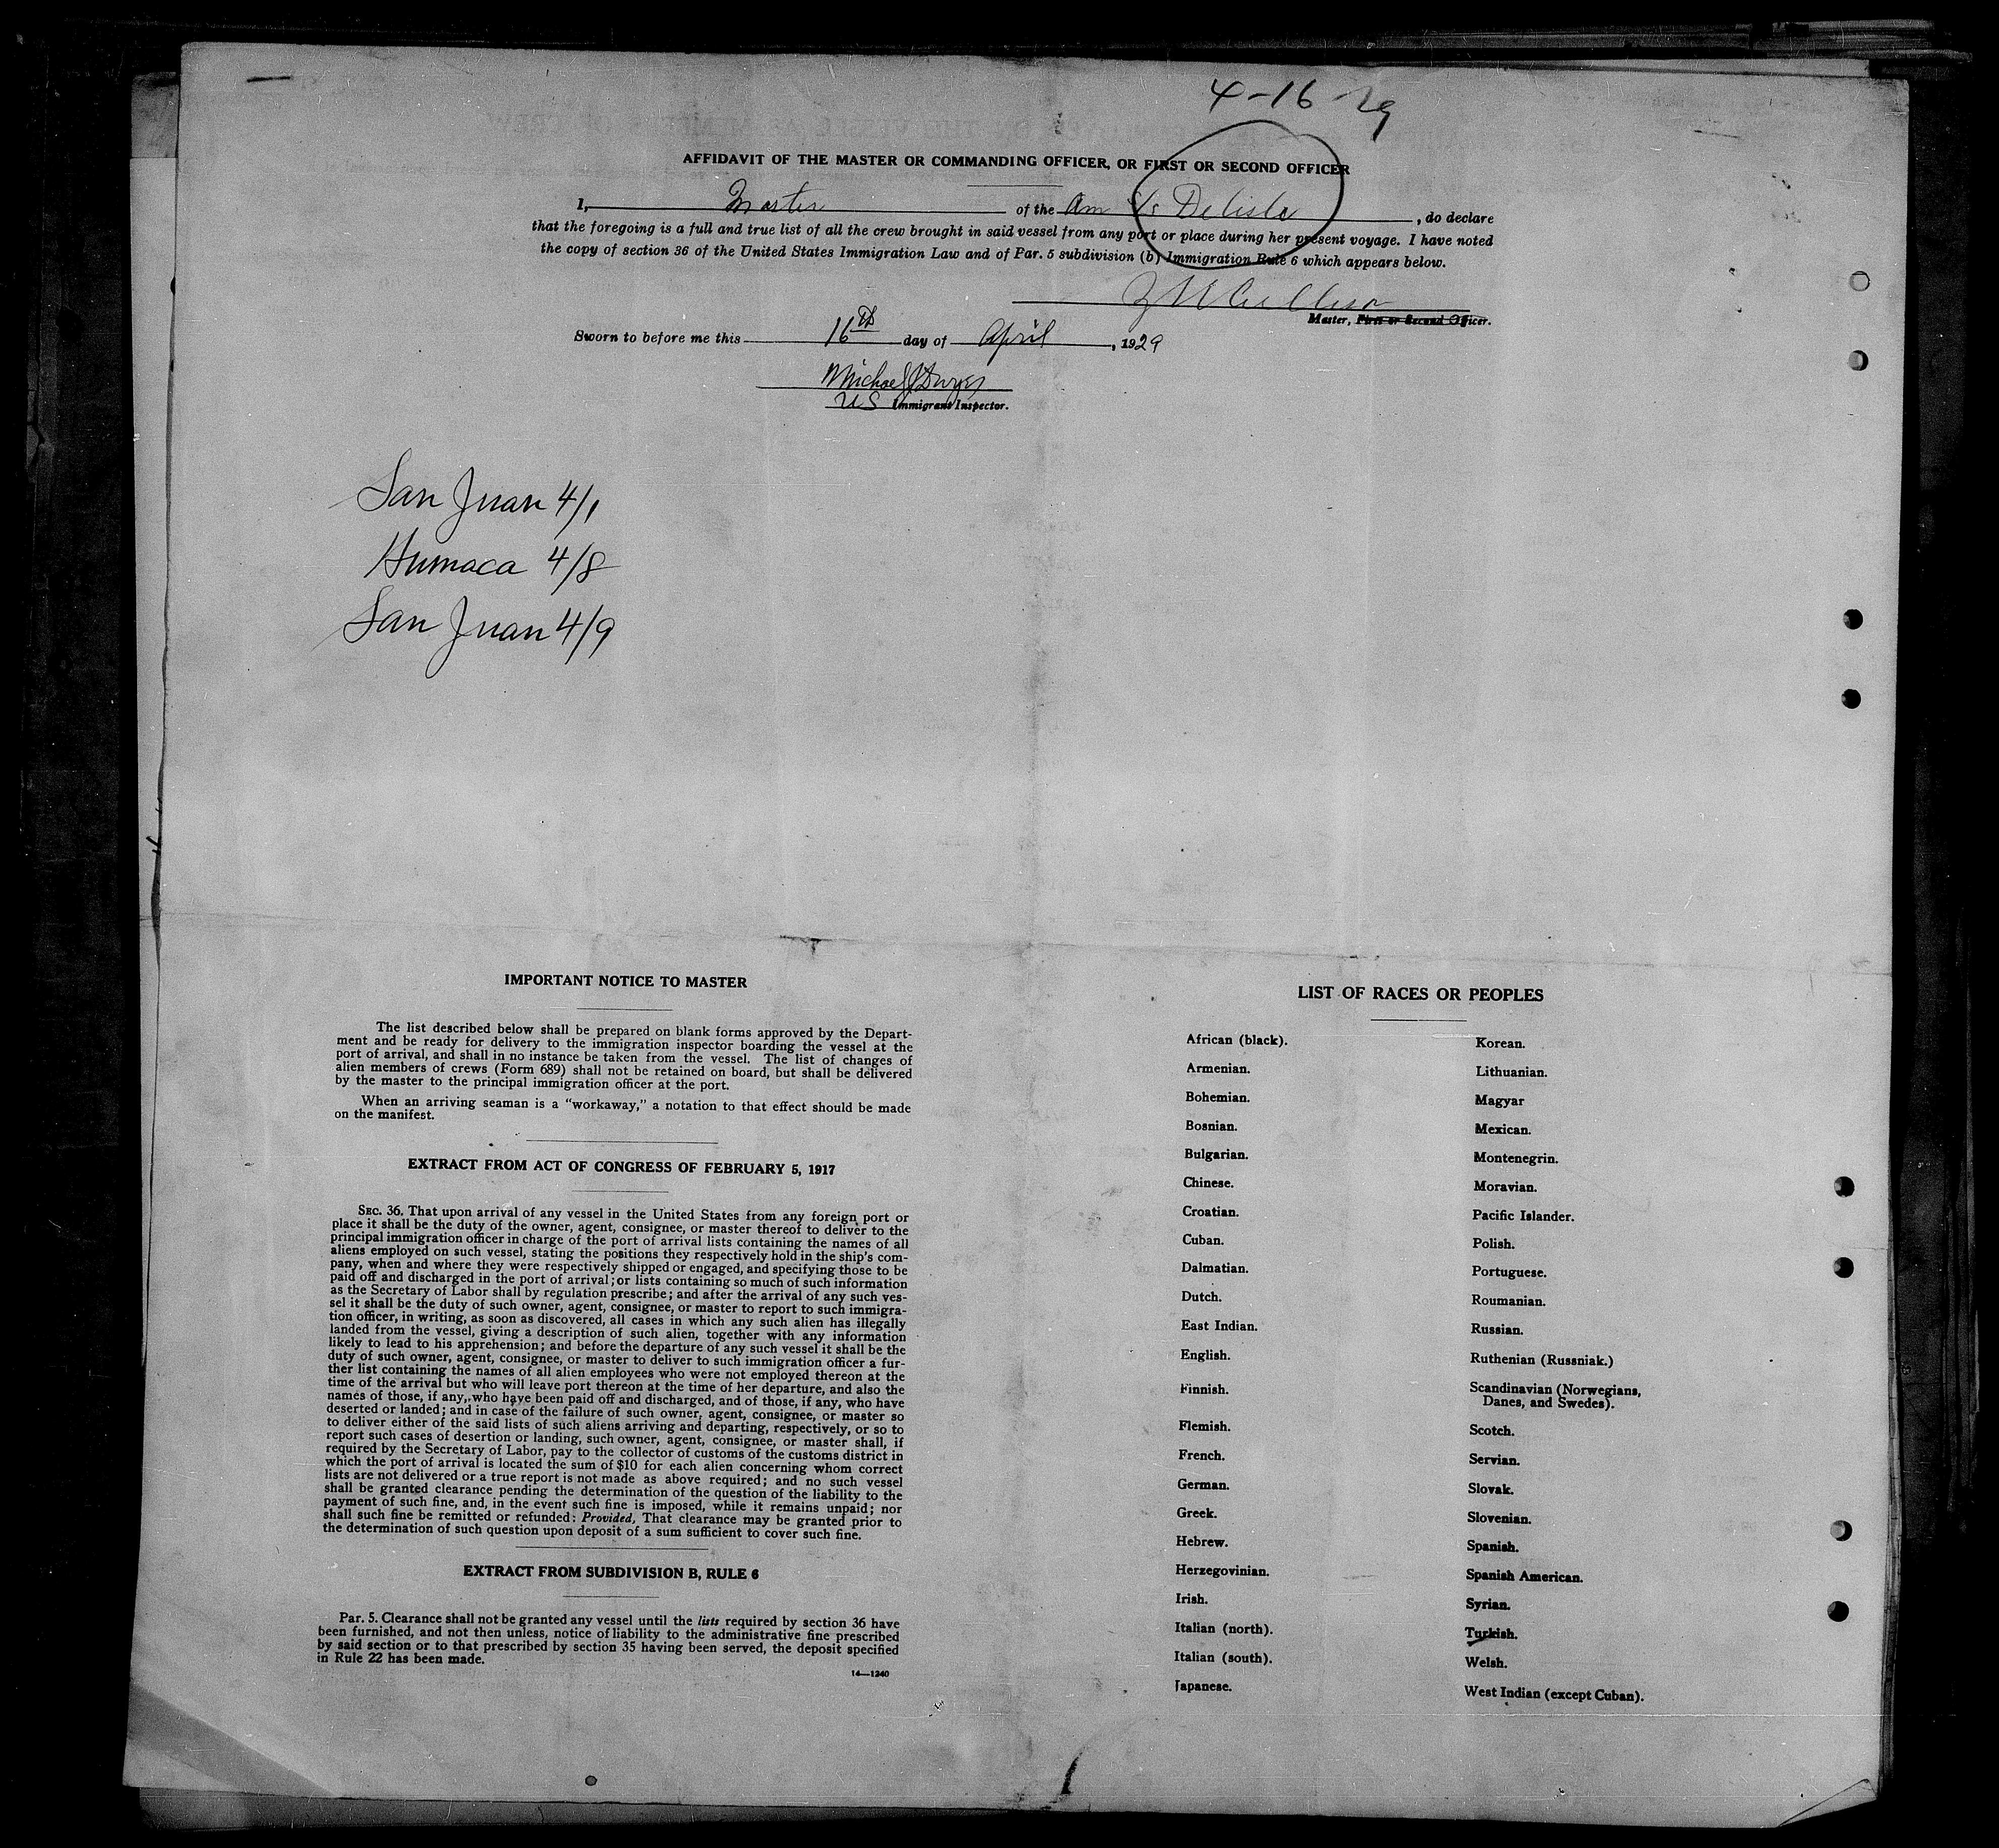 4-16-29
AFFIDAVIT OF THE MASTER OR COMMANDING OFFICER, OR FIRST OR SECOND OFFICER
I, Master of the Am S/s Delisle, do declare
that the foregoing is a full and true list of all the crew brought in said vessel from any port or place during her present voyage. I have noted
the copy of section 36 of the United States Immigration Law and of Par. 5 subdivision (b) Immigration Rule 6 which appears below.
Master, First or Second Officer.
Sworn to before me this 16th day of April, 1929
Michael J Dwyer
US Immigrant Inspector.
San Juan 4/1
Humaca 4/8
San Juan 4/9
IMPORTANT NOTICE TO MASTER
The list described below shall be prepared on blank forms approved by the Depart-
ment and be ready for delivery to the immigration inspector boarding the vessel at the
port of arrival, and shall in no instance be taken from the vessel. The list of changes of
alien members of crews (Form 689) shall not be retained on board, but shall be delivered
by the master to the principal immigration officer at the port.
When an arriving seaman is a "workaway," a notation to that effect should be made
on the manifest.
EXTRACT FROM ACT OF CONGRESS OF FEBRUARY 5, 1917
SEC. 36. That upon arrival of any vessel in the United States from any foreign port or
place it shall be the duty of the owner, agent, consignee, or master thereof to deliver to the
principal immigration officer in charge of the port of arrival lists containing the names of all
aliens employed on such vessel, stating the positions they respectively hold in the ship's com-
pany, when and where they were respectively shipped or engaged, and specifying those to be
paid off and discharged in the port of arrival; or lists containing so much of such information
as the Secretary of Labor shall by regulation prescribe; and after the arrival of any such ves-
sel it shall be the duty of such owner, agent, consignee, or master to report to such immigra-
tion officer, in writing, as soon as discovered, all cases in which any such alien has illegally
landed from the vessel, giving a description of such alien, together with any information
likely to lead to his apprehension; and before the departure of any such vessel it shall be the
duty of such owner, agent, consignee, or master to deliver to such immigration officer a fur-
ther list containing the names of all alien employees who were not employed thereon at the
time of the arrival but who will leave port thereon at the time of her departure, and also the
names of those, if any, who have been paid off and discharged, and of those, if any, who have
deserted or landed; and in case of the failure of such owner, agent, consignee, or master so
to deliver either of the said lists of such aliens arriving and departing, respectively, or so to
report such cases of desertion or landing, such owner, agent, consignee, or master shall, if
required by the Secretary of Labor, pay to the collector of customs of the customs district in
which the port of arrival is located the sum of $10 for each alien concerning whom correct
lists are not delivered or a true report is not made as above required; and no such vessel
shall be granted clearance pending the determination of the question of the liability to the
payment of such fine, and, in the event such fine is imposed, while it remains unpaid; nor
shall such fine be remitted or refunded: Provided, That clearance may be granted prior to
the determination of such question upon deposit of a sum sufficient to cover such fine.
EXTRACT FROM SUBDIVISION B, RULE 6
Par. 5. Clearance shall not be granted any vessel until the lists required by section 36 have
been furnished, and not then unless, notice of liability to the administrative fine prescribed
by said section or to that prescribed by section 35 having been served, the deposit specified
in Rule 22 has been made.
14—1240
LIST OF RACES OR PEOPLES
African (black).
Armenian.
Bohemian.
Bosnian.
Bulgarian.
Chinese.
Croatian.
Cuban.
Dalmatian.
Dutch.
East Indian.
English.
Finnish.
Flemish.
French.
German.
Greek.
Hebrew.
Herzegovinian.
Irish.
Italian (north).
Italian (south).
Japanese.
Korean.
Lithuanian.
Magyar
Mexican.
Montenegrin.
Moravian.
Pacific Islander.
Polish.
Portuguese.
Roumanian.
Russian.
Ruthenian (Russniak.)
Scandinavian (Norwegians,
Danes, and Swedes).
Scotch.
Servian.
Slovak.
Slovenian.
Spanish.
Spanish American.
Syrian.
Turkish.
Welsh.
West Indian (except Cuban).